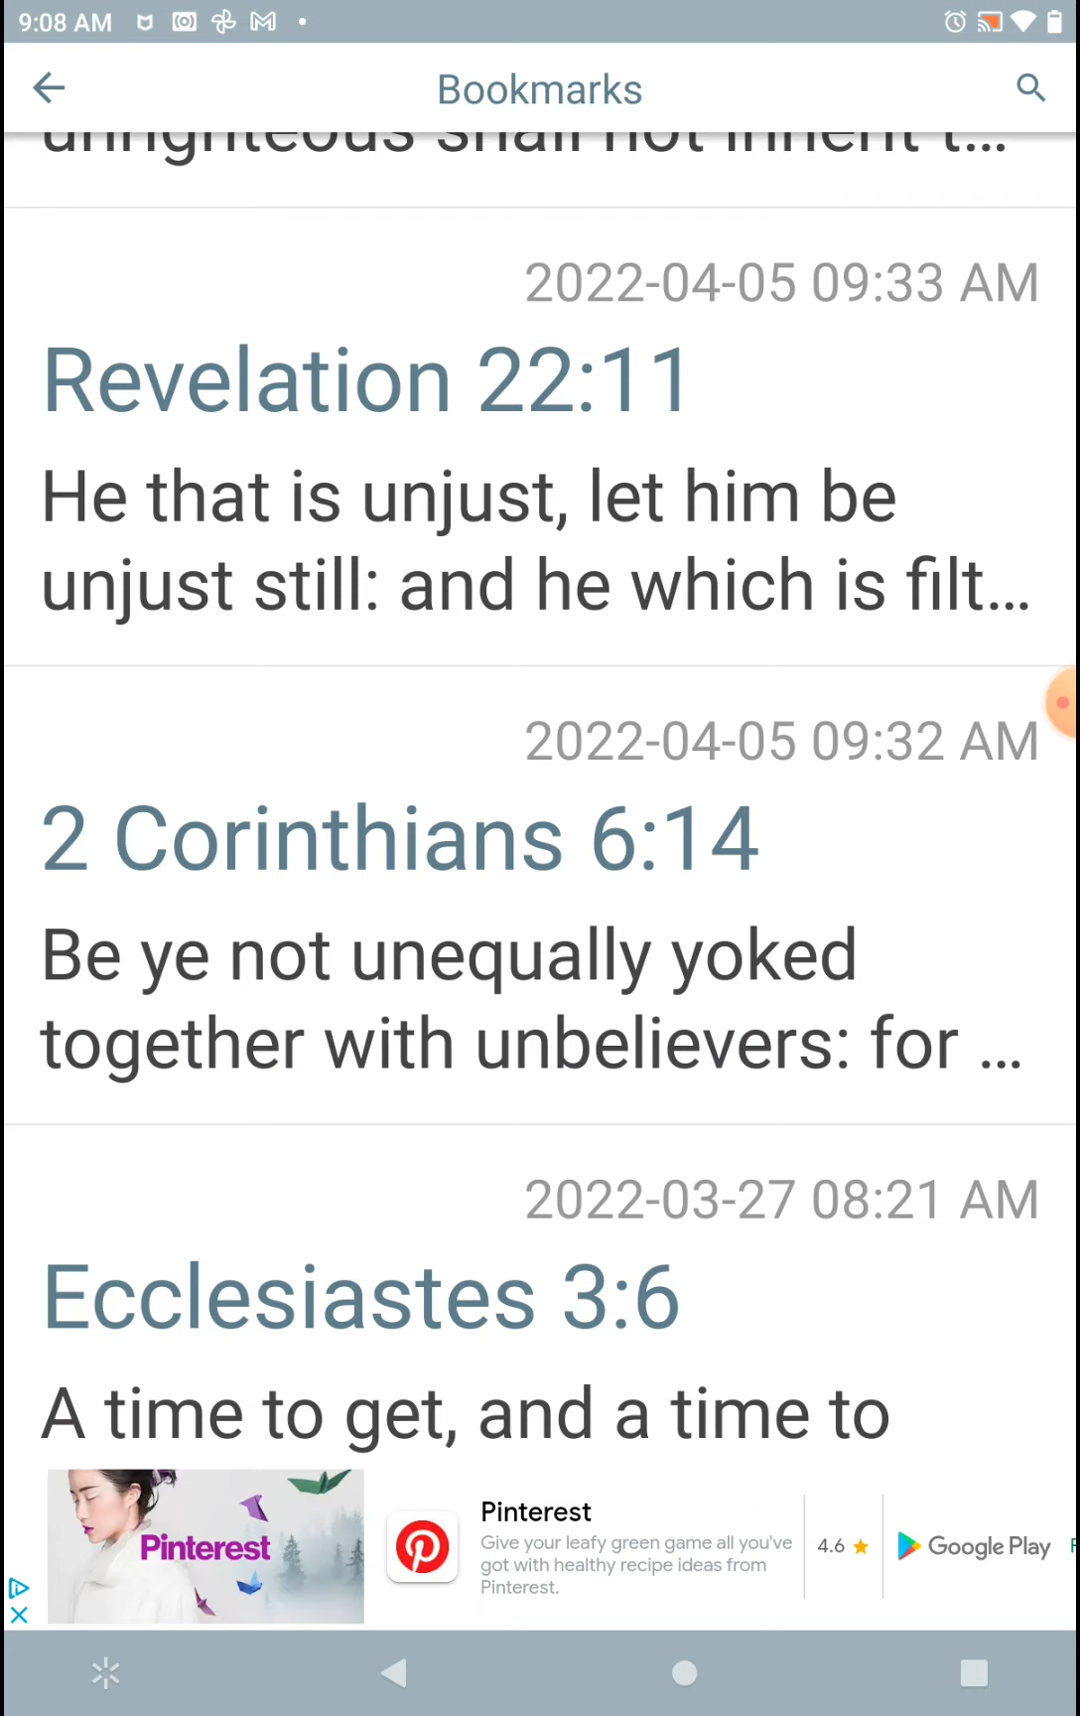 9:08 AM
Bookmarks
unrighteous shall not inherit t...
2022-04-05 09:33 AM
Revelation 22:11
He that is unjust, let him be
unjust still: and he which is filt...
2022-04-05 09:32 AM
2 Corinthians 6:14
Be ye not unequally yoked
together with unbelievers: for ...
2022-03-27 08:21 AM
Ecclesiastes 3:6
A time to get, and a time to
Pinterest
Pinterest
Give your leafy green game all you've
got with healthy recipe ideas from
Pinterest.
4.6
Google Play